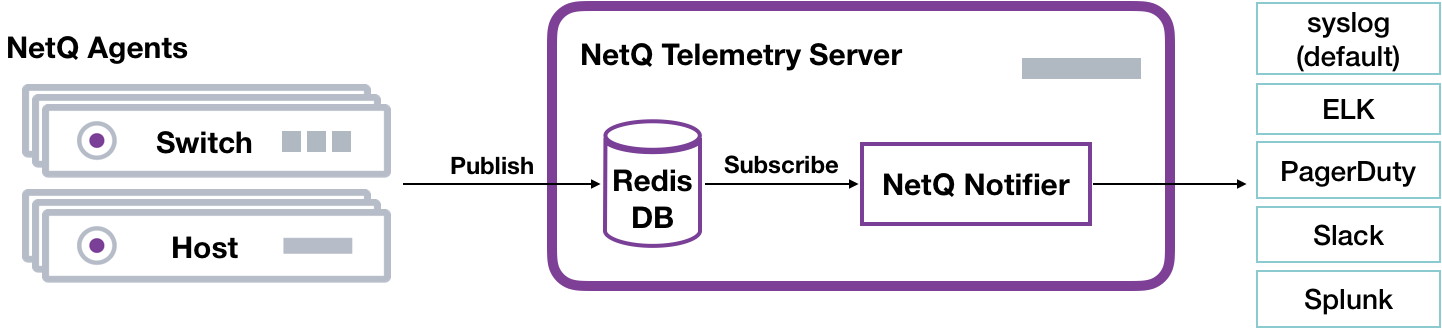 NetQ Agents
Switch
Host
Publish
NetQ Telemetry Server
Redis
DB
Subscribe
NetQ Notifier
syslog
(default)
ELK
PagerDuty
Slack
Splunk